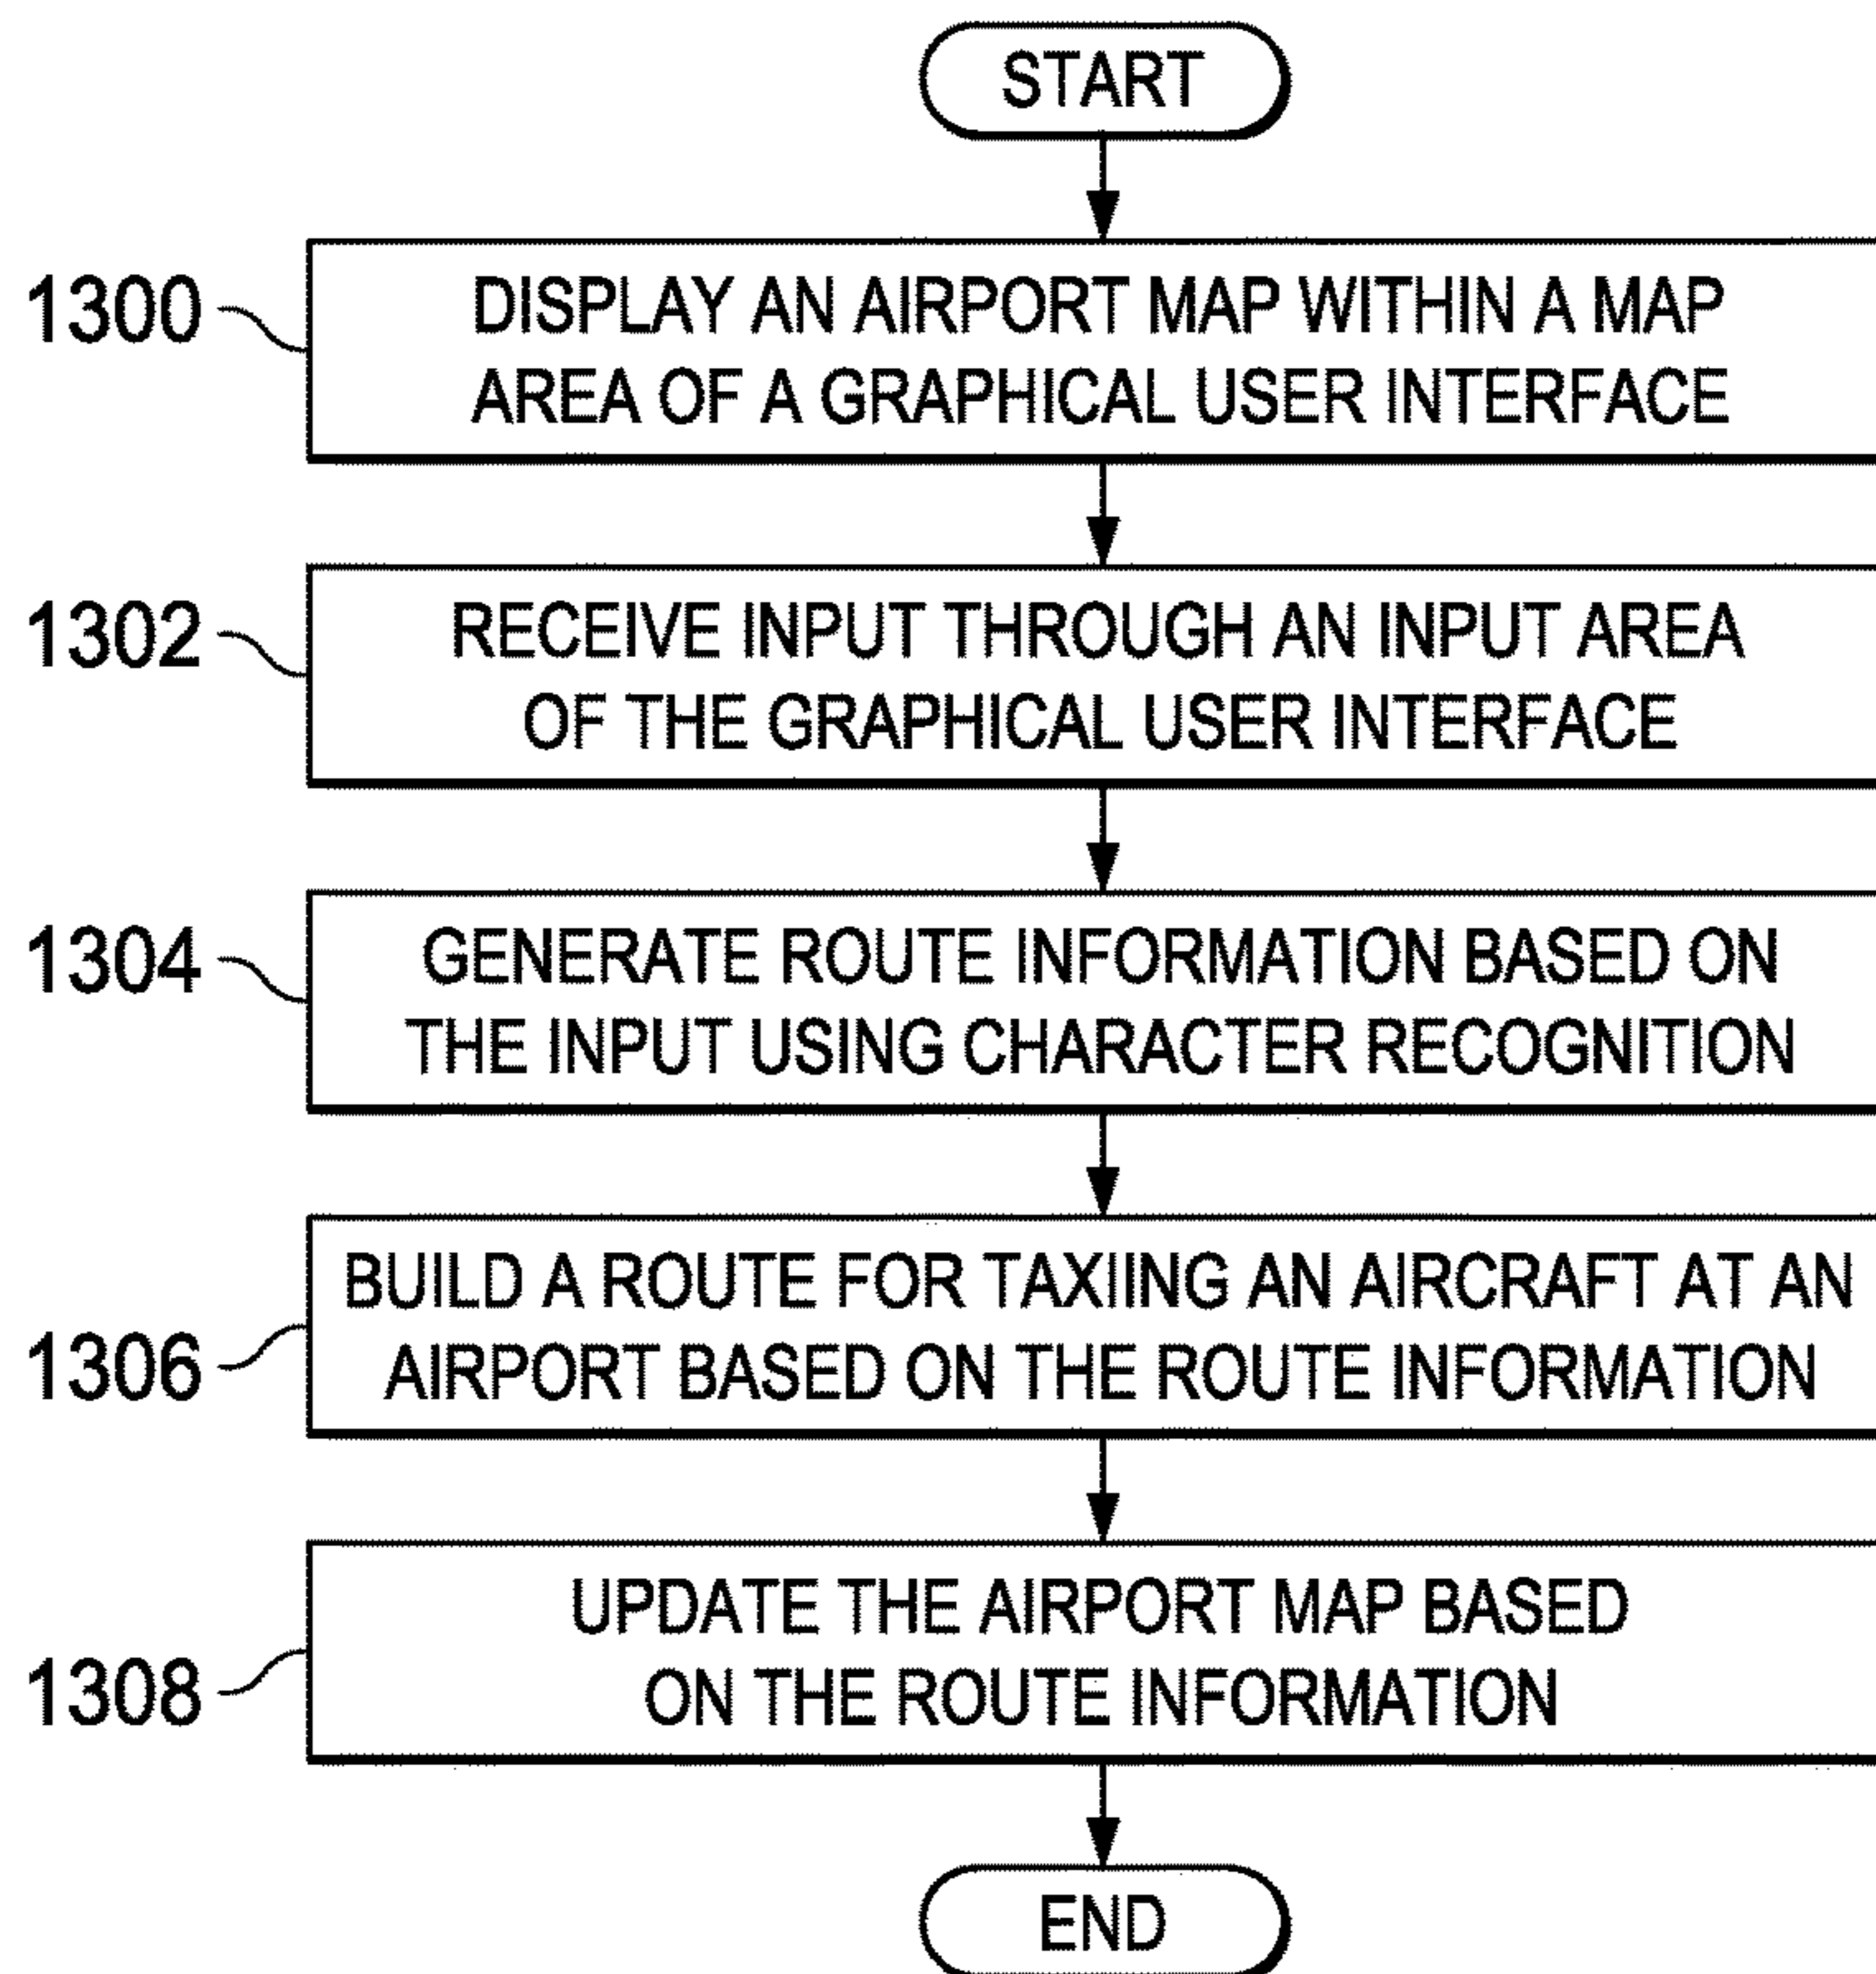 START
1300
DISPLAY AN AIRPORT MAP WITHIN A MAP
AREA OF A GRAPHICAL USER INTERFACE
1302
RECEIVE INPUT THROUGH AN INPUT AREA
OF THE GRAPHICAL USER INTERFACE
1304
GENERATE ROUTE INFORMATION BASED ON
THE INPUT USING CHARACTER RECOGNITION
1306
BUILD A ROUTE FOR TAXIING AN AIRCRAFT AT AN
AIRPORT BASED ON THE ROUTE INFORMATION
1308
UPDATE THE AIRPORT MAP BASED
ON THE ROUTE INFORMATION
END